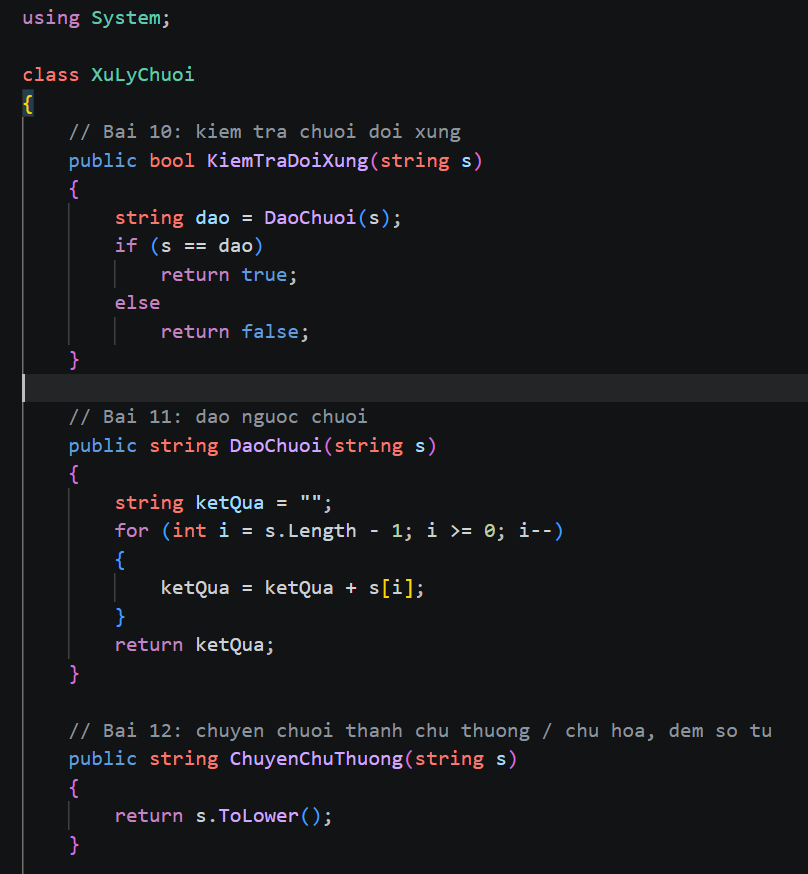 using System;
class XuLyChuoi
{
// Bai 10: kiem tra chuoi doi xung
public bool KiemTraDoiXung(string s)
{
string dao = DaoChuoi(s);
if (s == dao)
return true;
else
return false;
}
// Bai 11: dao nguoc chuoi
public string DaoChuoi(string s)
{
string ketQua = "";
for (int i = s.Length - 1; i >= 0; i--)
{
ketQua = ketQua + s[i];
}
return ketQua;
}
// Bai 12: chuyen chuoi thanh chu thuong / chu hoa, dem so tu
public string ChuyenChuThuong(string s)
{
return s.ToLower();
}